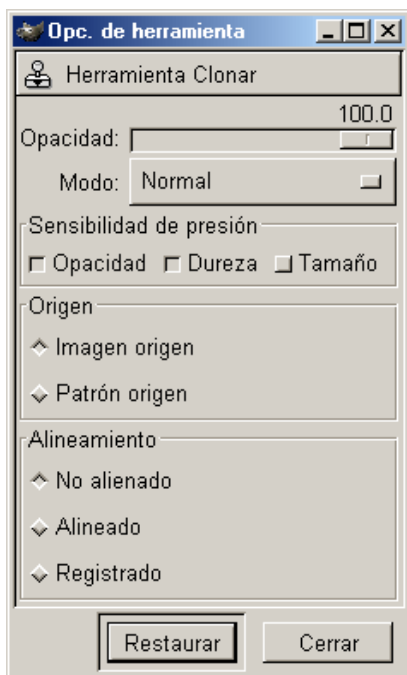 Opc. de herramienta
Herramienta Clonar
100.0
Opacidad:
Modo: Normal
Sensibilidad de presión
Opacidad Dureza Tamaño
Origen
Imagen origen
Patrón origen
Alineamiento
No alienado
Alineado
Registrado
Restaurar Cerrar